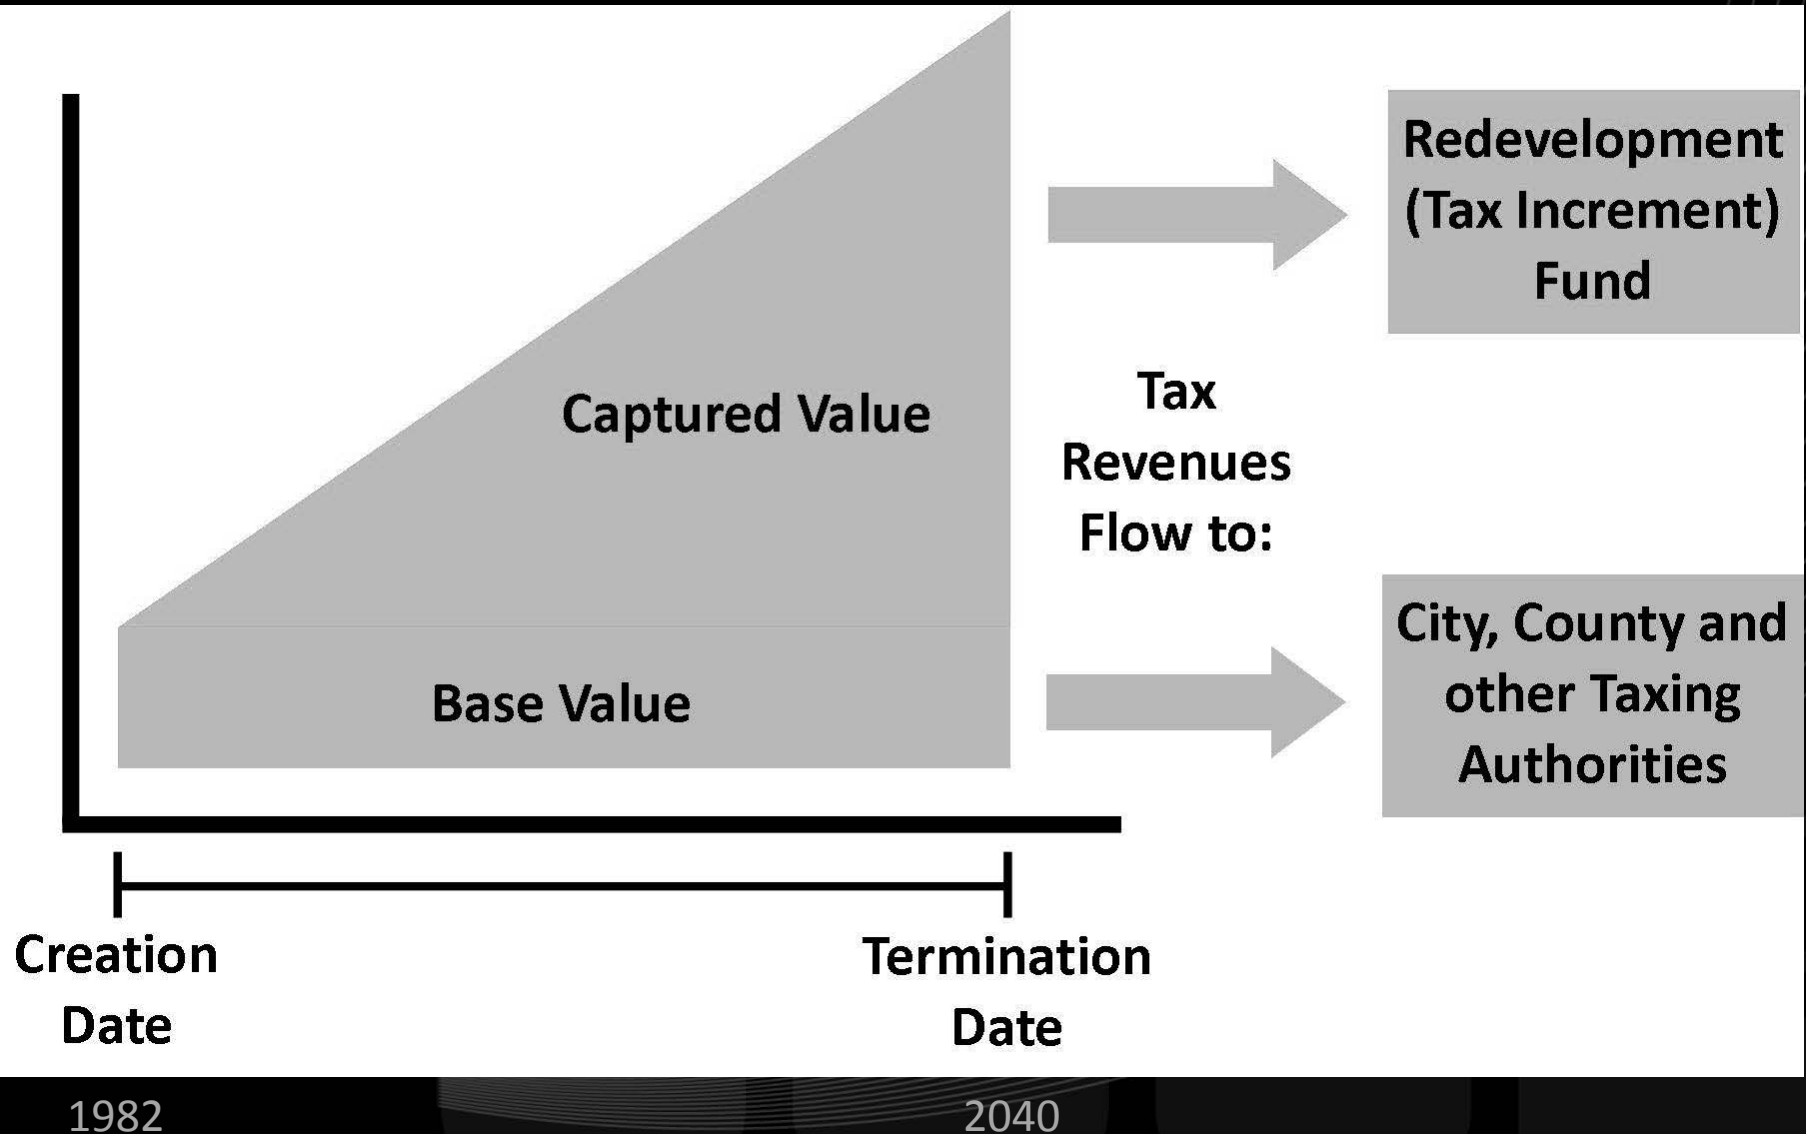 Redevelopment
(Tax Increment)
Fund
Captured Value
Tax
Revenues
Flow to:
Base Value
City, County and
other Taxing
Authorities
Creation
Date
Termination
Date
1982
2040